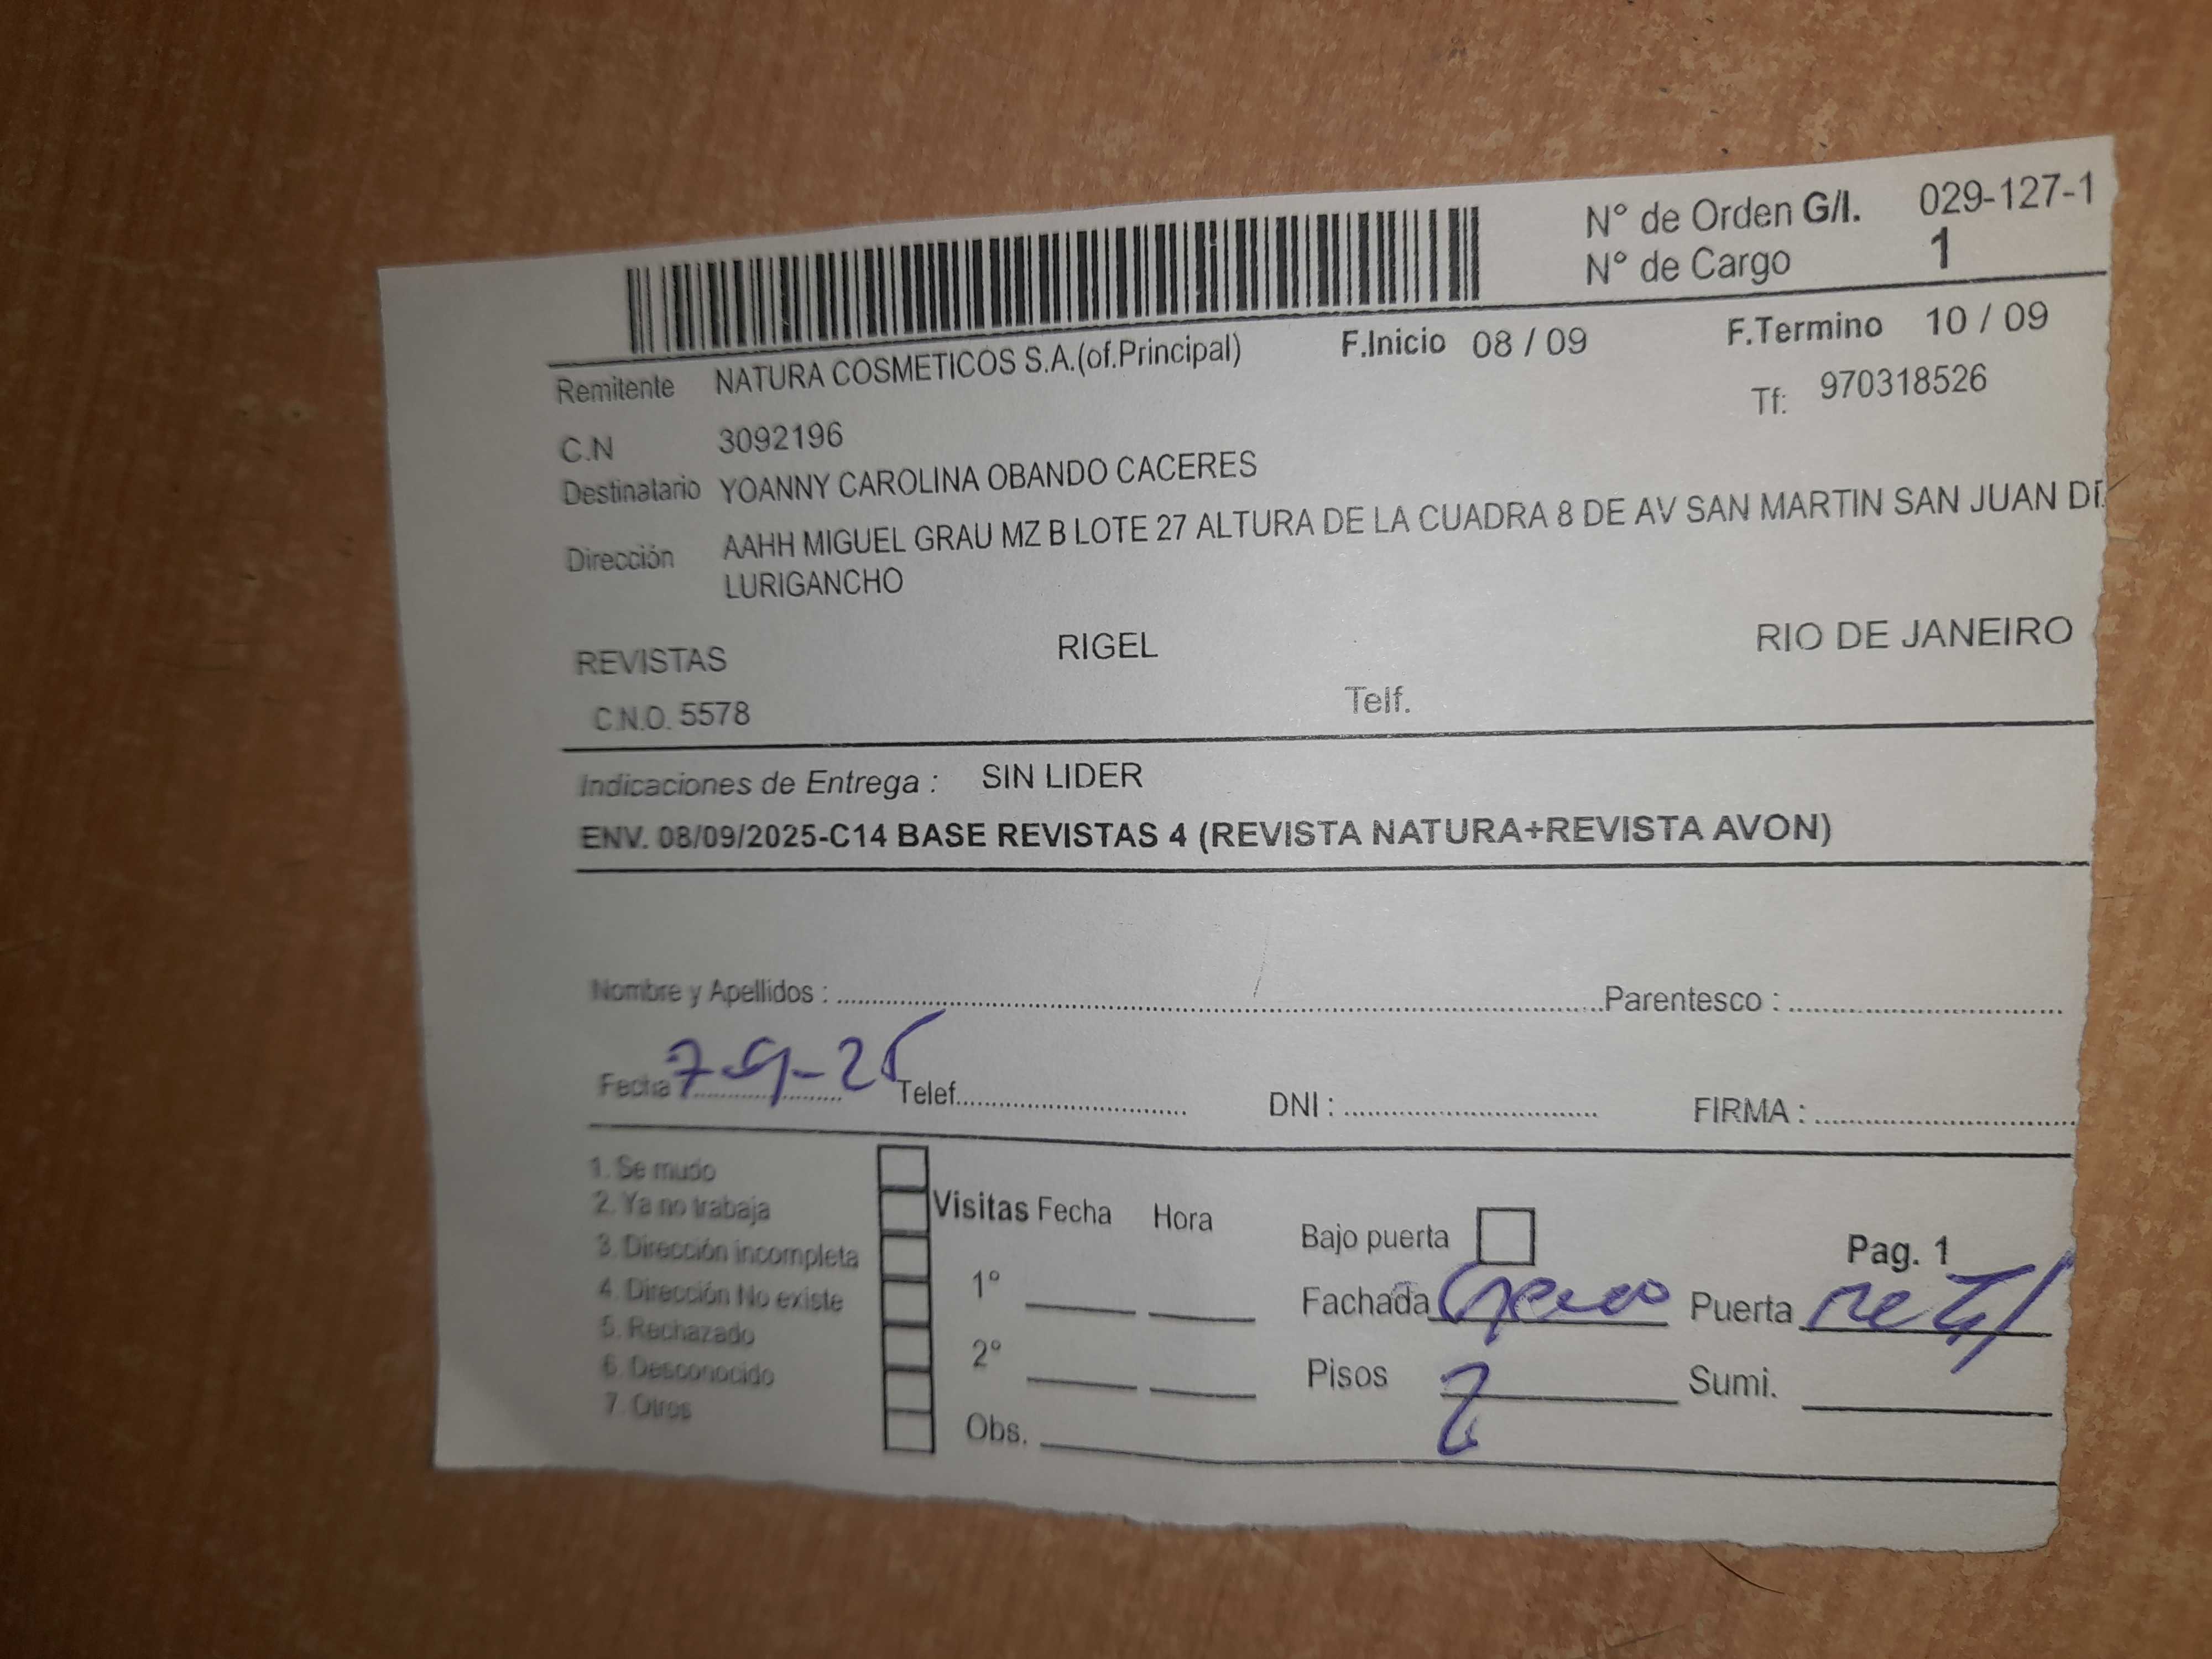 N° de Orden G/I. 029-127-1
N° de Cargo 1
F.Inicio 08 / 09 F.Termino 10 / 09
Remitente NATURA COSMETICOS S.A.(of.Principal)
Tf: 970318526
C.N 3092196
Destinatario YOANNY CAROLINA OBANDO CACERES
Dirección AAHH MIGUEL GRAU MZ B LOTE 27 ALTURA DE LA CUADRA 8 DE AV SAN MARTIN SAN JUAN DE
LURIGANCHO
REVISTAS RIGEL RIO DE JANEIRO
C.N.O. 5578 Telf.
Indicaciones de Entrega : SIN LIDER
ENV. 08/09/2025-C14 BASE REVISTAS 4 (REVISTA NATURA+REVISTA AVON)
Nombre y Apellidos : Parentesco :
Fecha 7-9-25 Telef. DNI : FIRMA :
1. Se mudo
2. Ya no trabaja
3. Dirección incompleta
4. Dirección No existe
5. Rechazado
6. Desconocido
7. Otros
Visitas Fecha Hora
1°
2°
Obs.
Bajo puerta Pag. 1
Fachada Puerta
Pisos 2 Sumi.